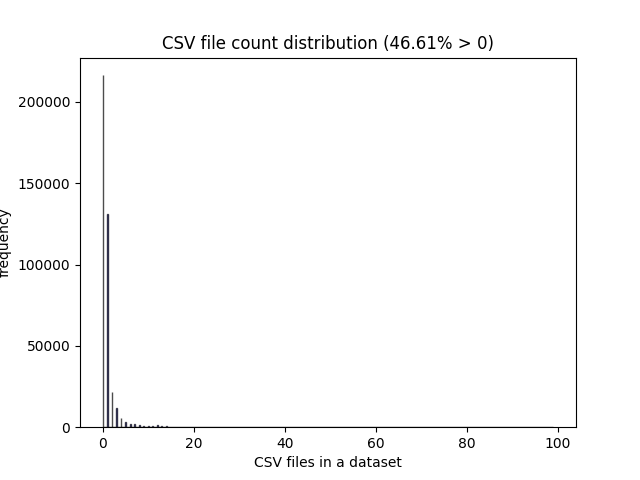 CSV file count distribution (46.61% > 0)
200000
150000
100000
50000
0
frequency
0 20 40 60 80 100
CSV files in a dataset